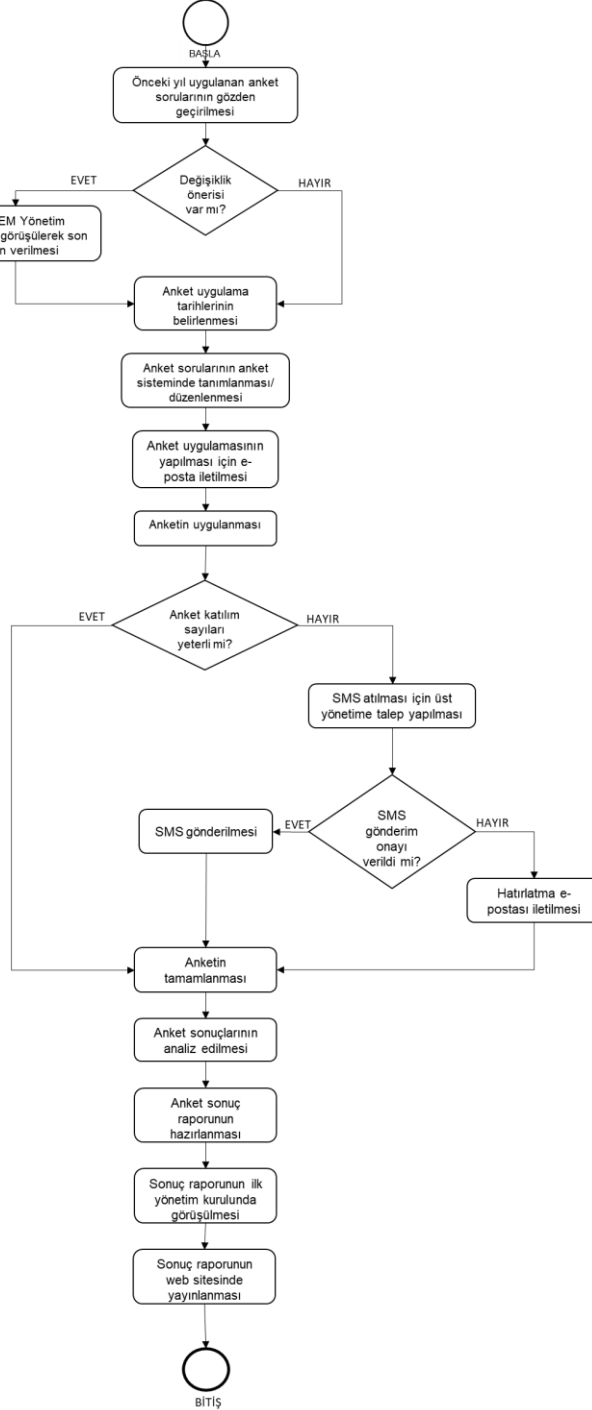 BAŞLA
Önceki yıl uygulanan anket
sorularının gözden
geçirilmesi
Değişiklik
önerisi
var mı?
EVET
HAYIR
Yönetim
görüşülerek son
verilmesi
Anket uygulama
tarihlerinin
belirlenmesi
Anket sorularının anket
sisteminde tanımlanması/
düzenlenmesi
Anket uygulamasının
yapılması için e-
posta iletilmesi
Anketin uygulanması
Anket katılım
sayıları
yeterli mi?
EVET
HAYIR
SMS atılması için üst
yönetime talep yapılması
SMS
gönderim
onayı
verildi mi?
EVET
HAYIR
SMS gönderilmesi
Hatırlatma e-
postası iletilmesi
Anketin
tamamlanması
Anket sonuçlarının
analiz edilmesi
Anket sonuç
raporunun
hazırlanması
Sonuç raporunun ilk
yönetim kurulunda
görüşülmesi
Sonuç raporunun
web sitesinde
yayınlanması
BİTİŞ